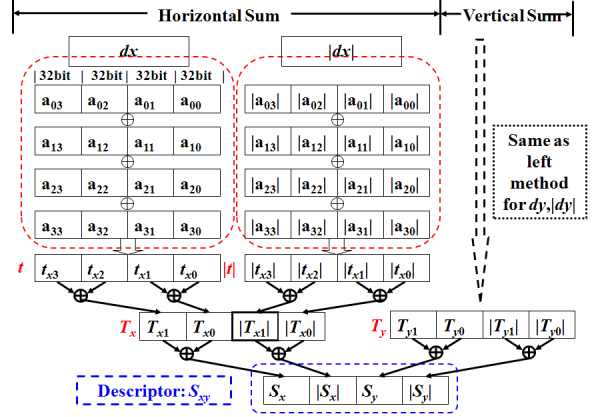 Horizontal Sum Vertical Sum
dx |dx|
| 32bit | 32bit | 32bit | 32bit |
a03 a02 a01 a00 |a03| |a02| |a01| |a00|
a13 a12 a11 a10 |a13| |a12| |a11| |a10|
a23 a22 a21 a20 |a23| |a22| |a21| |a20|
a33 a32 a31 a30 |a33| |a32| |a31| |a30|
Same as
left
method
for dy,|dy|
t tx3 tx2 tx1 tx0 |t| |tx3| |tx2| |tx1| |tx0|
Tx Tx1 Tx0 |Tx1| |Tx0| Ty Ty1 Ty0 |Ty1| |Ty0|
Descriptor: Sxy Sx |Sx| Sy |Sy|